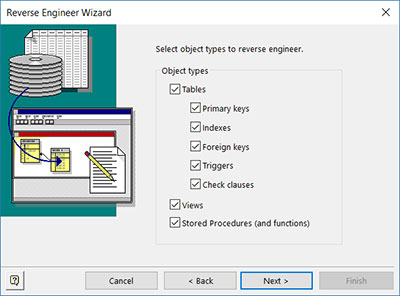 Reverse Engineer Wizard
Select object types to reverse engineer.
Object types
Tables
Primary keys
Indexes
Foreign keys
Triggers
Check clauses
Views
Stored Procedures (and functions)
?
Cancel
< Back
Next >
Finish